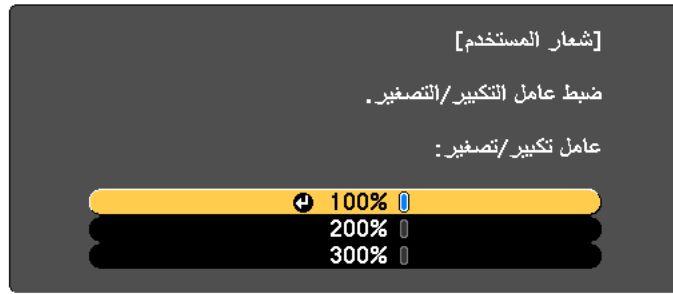 [شعار المستخدم]
ضبط عامل التكبير/التصغير.
عامل تكبير/تصغير:
100%
200%
300%